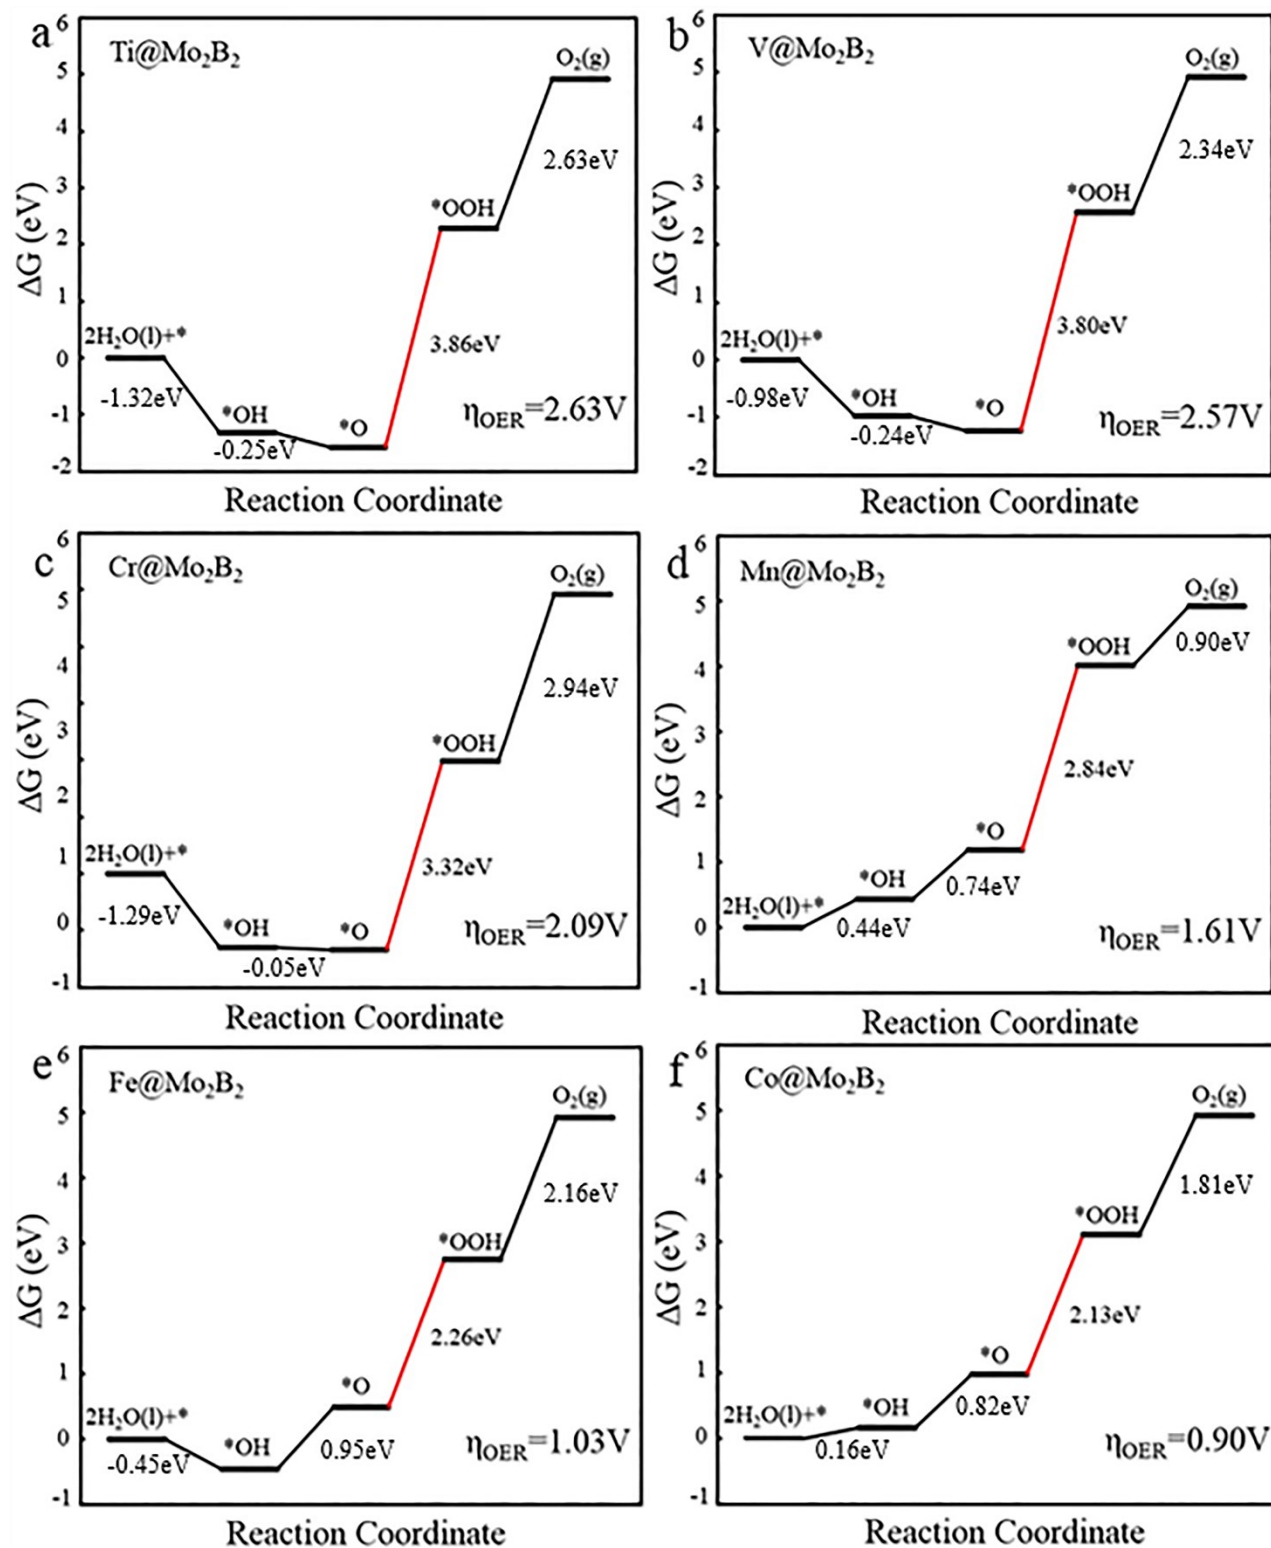 a
Ti@Mo₂B₂
6
5
4
3
2
1
0
-1
-2
ΔG (eV)
2H₂O(l)+*
-1.32eV
*OH
-0.25eV
*O
3.86eV
*OOH
2.63eV
O₂(g)
ηOER=2.63V
Reaction Coordinate
b
V@Mo₂B₂
6
5
4
3
2
1
0
-1
-2
ΔG (eV)
2H₂O(l)+*
-0.98eV
*OH
-0.24eV
*O
3.80eV
*OOH
2.34eV
O₂(g)
ηOER=2.57V
Reaction Coordinate
c
Cr@Mo₂B₂
6
5
4
3
2
1
0
-1
ΔG (eV)
2H₂O(l)+*
-1.29eV
*OH
-0.05eV
*O
3.32eV
*OOH
2.94eV
O₂(g)
ηOER=2.09V
Reaction Coordinate
d
Mn@Mo₂B₂
6
5
4
3
2
1
0
-1
ΔG (eV)
2H₂O(l)+*
0.44eV
*OH
0.74eV
*O
2.84eV
*OOH
0.90eV
O₂(g)
ηOER=1.61V
Reaction Coordinate
e
Fe@Mo₂B₂
6
5
4
3
2
1
0
-1
ΔG (eV)
2H₂O(l)+*
-0.45eV
*OH
0.95eV
*O
2.26eV
*OOH
2.16eV
O₂(g)
ηOER=1.03V
Reaction Coordinate
f
Co@Mo₂B₂
6
5
4
3
2
1
0
-1
ΔG (eV)
2H₂O(l)+*
0.16eV
*OH
0.82eV
*O
2.13eV
*OOH
1.81eV
O₂(g)
ηOER=0.90V
Reaction Coordinate